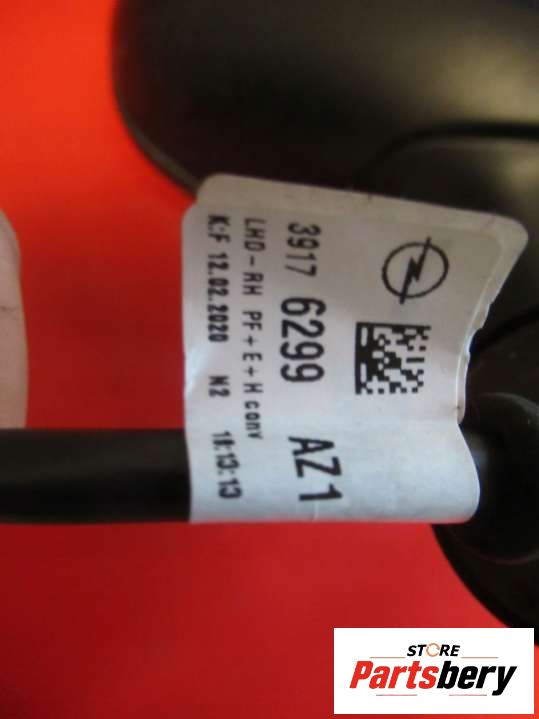 3917 6299 AZ1
LHD-RH PF+E+H conv
K:F 12.02.2020 N2 18:13:13
STORE
Partsbery